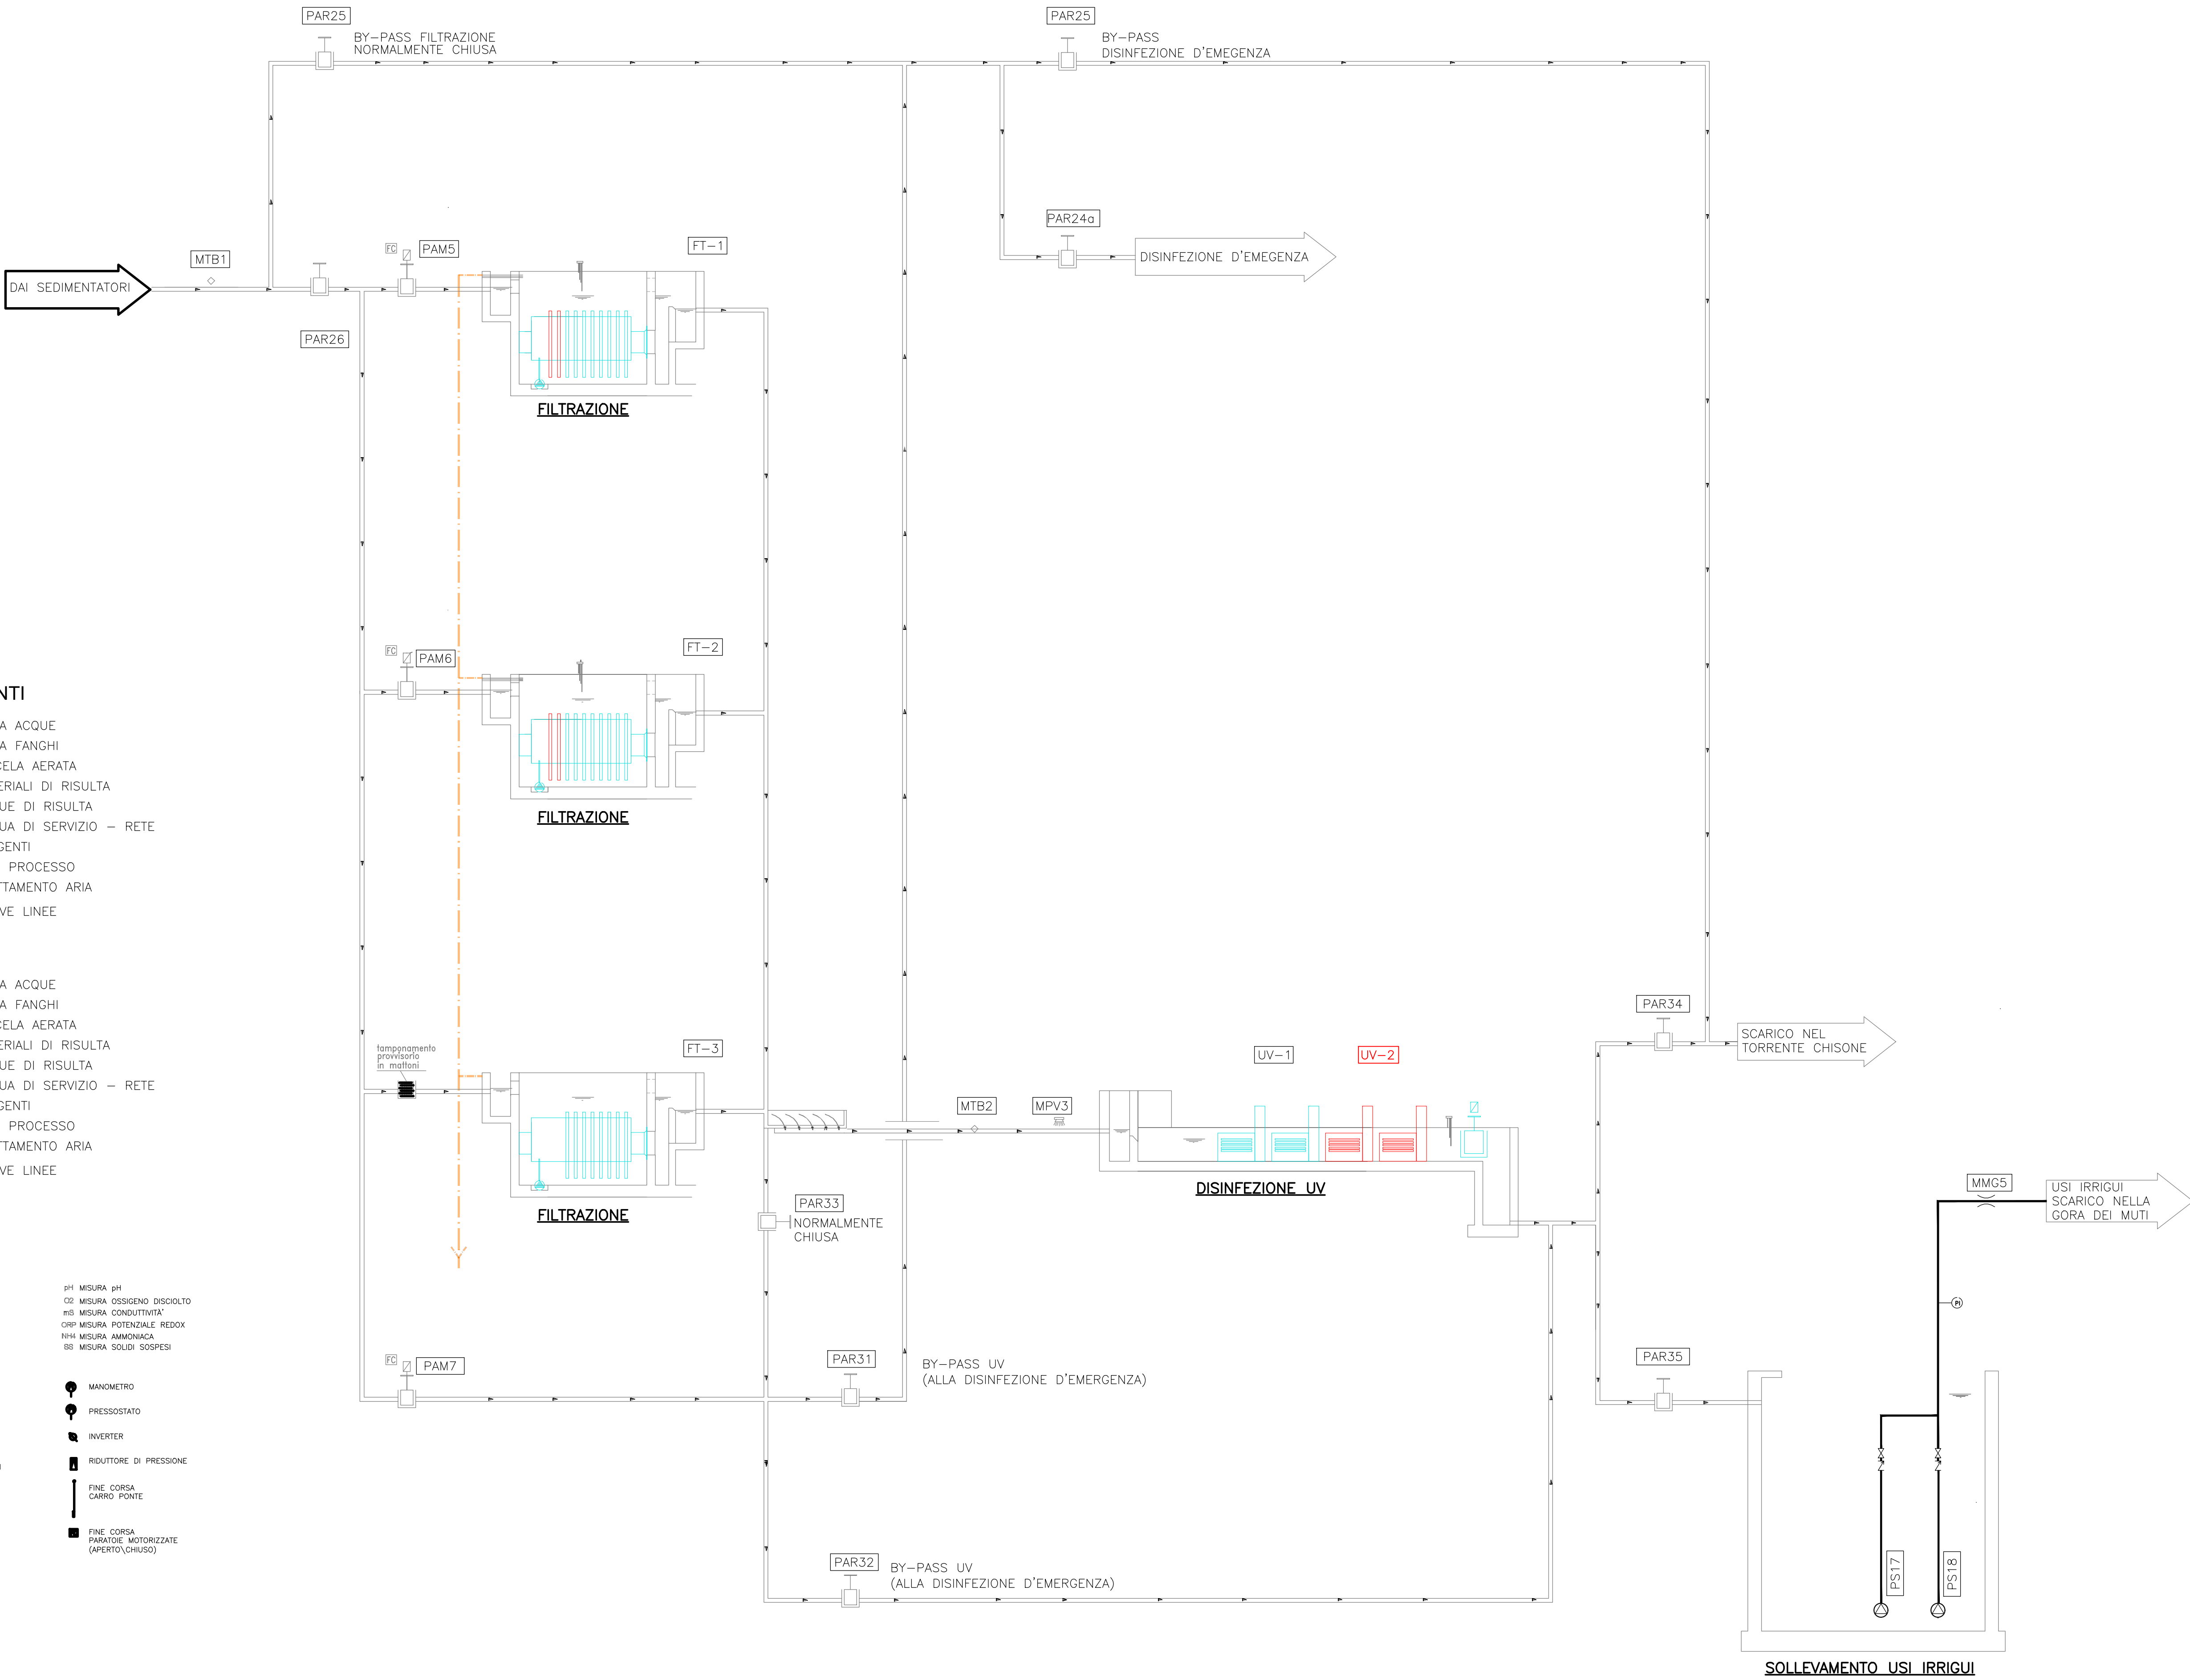 PAR25
BY-PASS FILTRAZIONE
NORMALMENTE CHIUSA
PAR25
BY-PASS
DISINFEZIONE D'EMEGENZA
PAR24a
DISINFEZIONE D'EMEGENZA
DAI SEDIMENTATORI
MTB1
PAR26
FC
PAM5
FT-1
FILTRAZIONE
FC
PAM6
FT-2
FILTRAZIONE
tamponamento
provvisorio
in mattoni
FT-3
FILTRAZIONE
PAR33
NORMALMENTE
CHIUSA
MTB2
MPV3
UV-1
UV-2
DISINFEZIONE UV
PAR34
SCARICO NEL
TORRENTE CHISONE
MMG5
USI IRRIGUI
SCARICO NELLA
GORA DEI MUTI
PI
FC
PAM7
PAR31
BY-PASS UV
(ALLA DISINFEZIONE D'EMERGENZA)
PAR35
PAR32
BY-PASS UV
(ALLA DISINFEZIONE D'EMERGENZA)
PS17
PS18
SOLLEVAMENTO USI IRRIGUI
NTI
A ACQUE
A FANGHI
CELA AERATA
ERIALI DI RISULTA
UE DI RISULTA
UA DI SERVIZIO - RETE
GENTI
PROCESSO
TTAMENTO ARIA
VE LINEE
A ACQUE
A FANGHI
CELA AERATA
ERIALI DI RISULTA
UE DI RISULTA
UA DI SERVIZIO - RETE
GENTI
PROCESSO
TTAMENTO ARIA
VE LINEE
pH MISURA pH
O2 MISURA OSSIGENO DISCIOLTO
mS MISURA CONDUTTIVITÀ'
ORP MISURA POTENZIALE REDOX
NH4 MISURA AMMONIACA
SS MISURA SOLIDI SOSPESI
MANOMETRO
PRESSOSTATO
INVERTER
RIDUTTORE DI PRESSIONE
FINE CORSA
CARRO PONTE
FINE CORSA
PARATOIE MOTORIZZATE
(APERTO\CHIUSO)